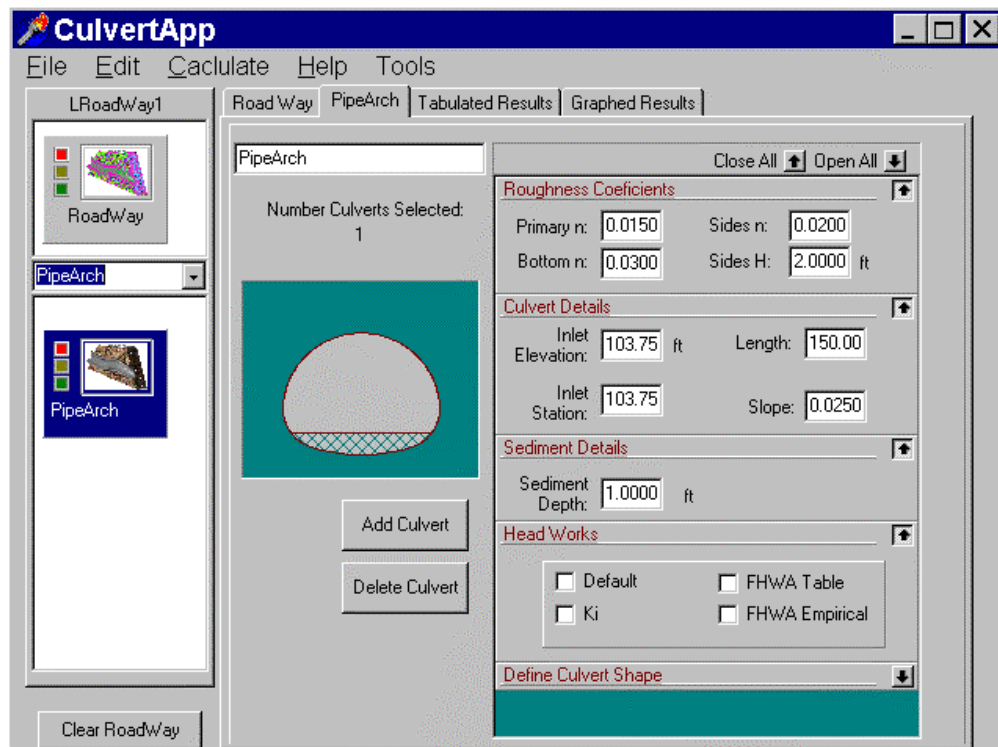 CulvertApp
File Edit Caclulate Help Tools
LRoadWay1
RoadWay
PipeArch
PipeArch
Clear RoadWay
Road Way PipeArch Tabulated Results Graphed Results
PipeArch
Number Culverts Selected:
1
Add Culvert
Delete Culvert
Close All Open All
Roughness Coeficients
Primary n: 0.0150 Sides n: 0.0200
Bottom n: 0.0300 Sides H: 2.0000 ft
Culvert Details
Inlet
Elevation: 103.75 ft Length: 150.00
Inlet
Station: 103.75 Slope: 0.0250
Sediment Details
Sediment
Depth: 1.0000 ft
Head Works
Default FHWA Table
Ki FHWA Empirical
Define Culvert Shape